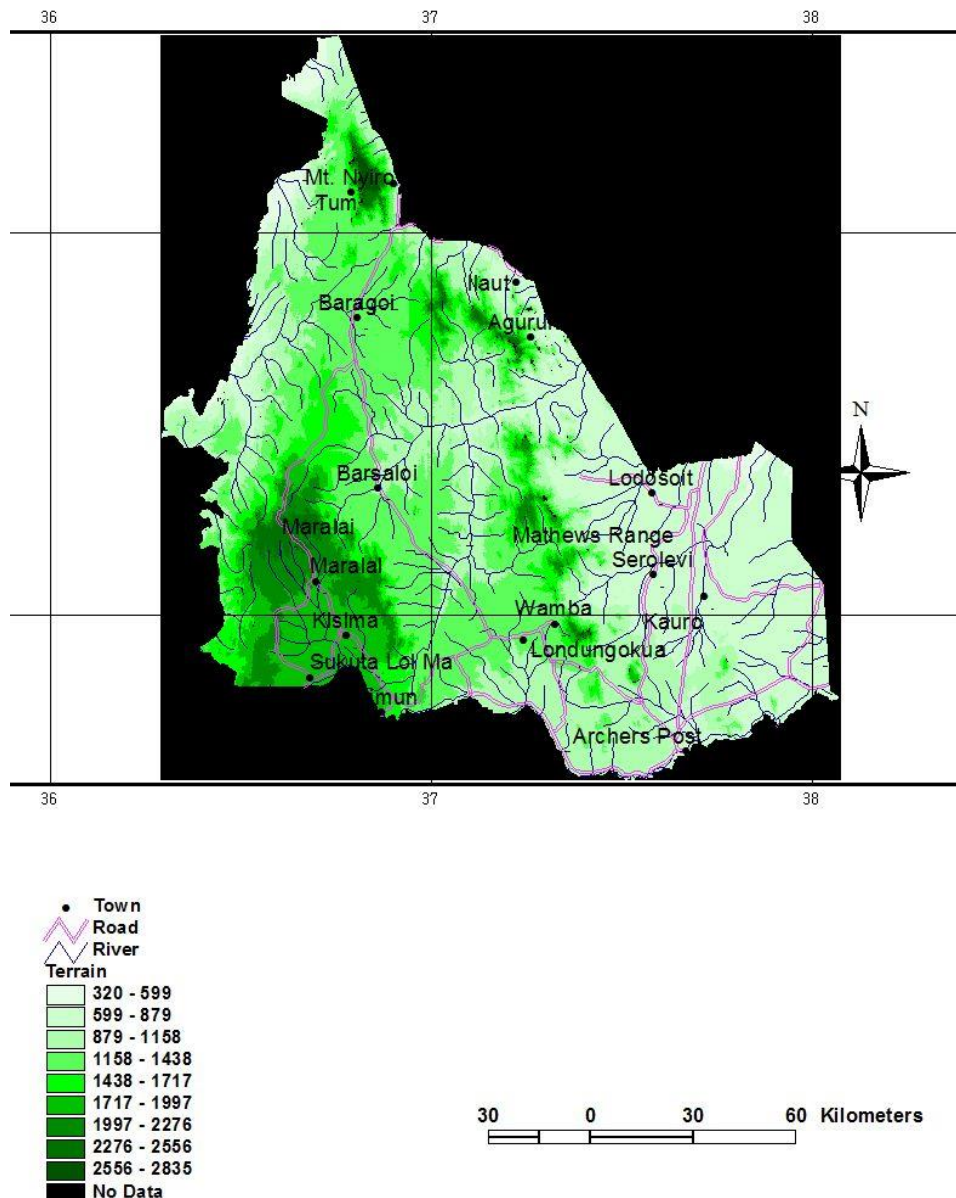 36 37 38
Mt. Nyiro
Tum
Ilaut
Baragoi
N
Barsaloi
Lodosoit
Maralai
Mathews Range
Maralal
Serolevi
Wamba
Kisima
Kauro
Londungokua
Sukuta Lol Ma
Archers Post
36 37 38
Town
Road
River
Terrain
320 - 599
599 - 879
879 - 1158
1158 - 1438
1438 - 1717
1717 - 1997
1997 - 2276
2276 - 2556
2556 - 2835
No Data
30 0 30 60 Kilometers